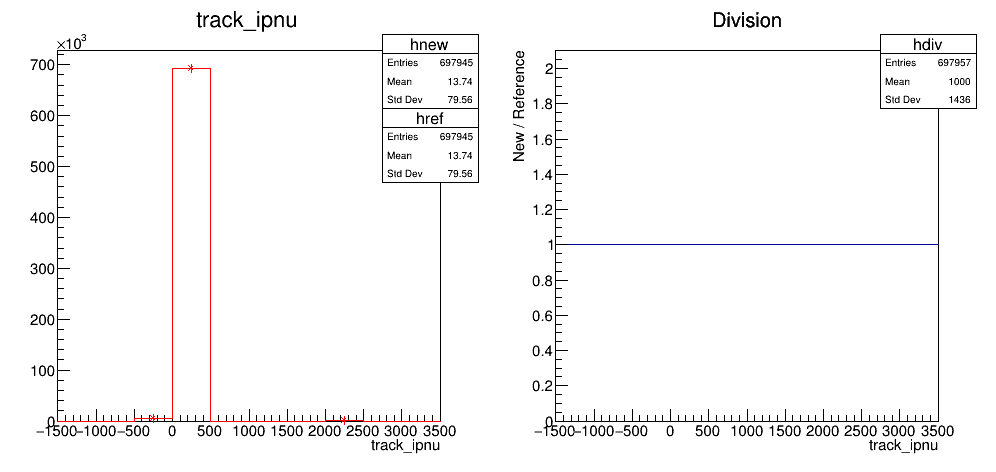 track_ipnu
×10³
700
600
500
400
300
200
100
0
−1500 −1000 −500 0 500 1000 1500 2000 2500 3000 3500
track_ipnu
hnew
Entries 697945
Mean 13.74
Std Dev 79.56
href
Entries 697945
Mean 13.74
Std Dev 79.56
Division
New / Reference
2
1.8
1.6
1.4
1.2
1
0.8
0.6
0.4
0.2
0
−1500 −1000 −500 0 500 1000 1500 2000 2500 3000 3500
track_ipnu
hdiv
Entries 697957
Mean 1000
Std Dev 1436